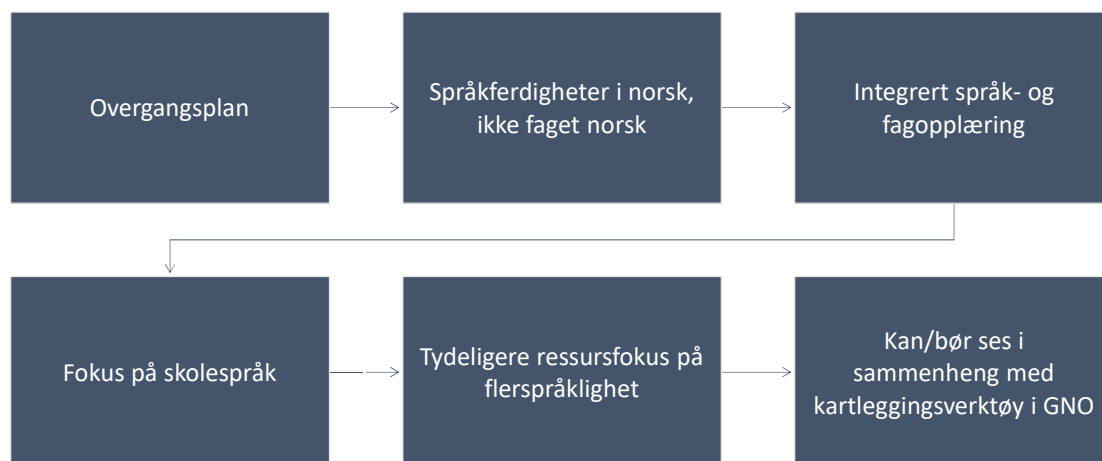 Overgangsplan
Språkferdigheter i norsk,
ikke faget norsk
Integrert språk- og
fagopplæring
Fokus på skolespråk
Tydeligere ressursfokus på
flerspråklighet
Kan/bør ses i
sammenheng med
kartleggingsverktøy i GNO